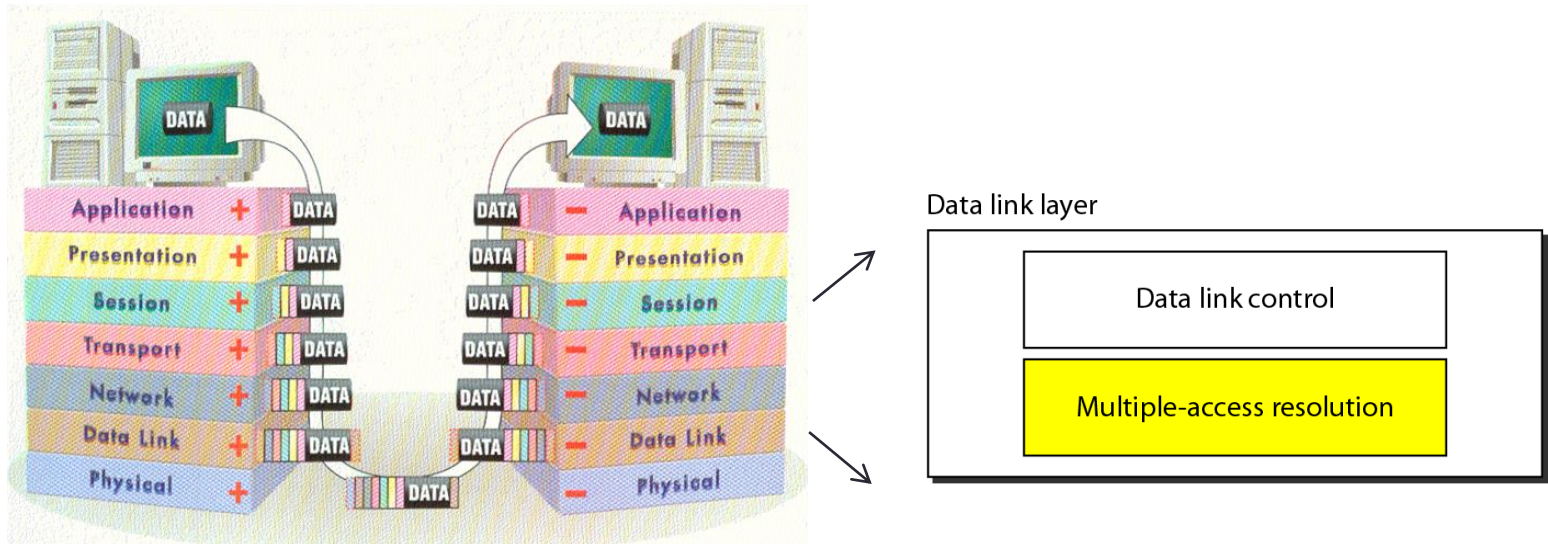 DATA
DATA
Application + DATA
DATA − Application
Presentation + DATA
DATA − Presentation
Session + DATA
DATA − Session
Transport + DATA
DATA − Transport
Network + DATA
DATA − Network
Data Link + DATA
DATA − Data Link
Physical + DATA
− Physical
Data link layer
Data link control
Multiple-access resolution